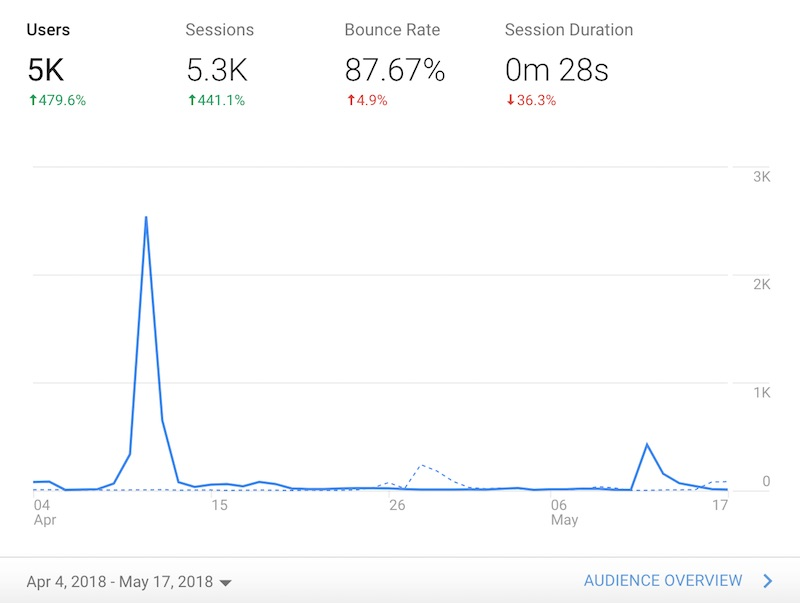 Users Sessions Bounce Rate Session Duration
5K 5.3K 87.67% 0m 28s
↑479.6% ↑441.1% ↑4.9% ↓36.3%
3K
2K
1K
0
04 15 26 06 17
Apr May
Apr 4, 2018 - May 17, 2018 AUDIENCE OVERVIEW